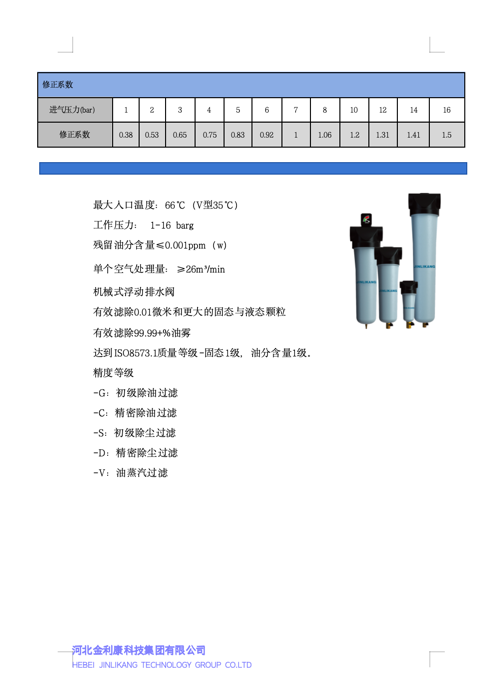 修正系数
进气压力(bar) 1 2 3 4 5 6 7 8 10 12 14 16
修正系数 0.38 0.53 0.65 0.75 0.83 0.92 1 1.06 1.2 1.31 1.41 1.5
最大入口温度：66℃（V型35℃）
工作压力： 1-16 barg
残留油分含量≤0.001ppm（w）
单个空气处理量： ≥26m³/min
机械式浮动排水阀
有效滤除0.01微米和更大的固态与液态颗粒
有效滤除99.99+%油雾
达到ISO8573.1质量等级-固态1级，油分含量1级.
精度等级
-G：初级除油过滤
-C：精密除油过滤
-S：初级除尘过滤
-D：精密除尘过滤
-V：油蒸汽过滤
JINLIKANG
JINLIKANG
JINLIKANG
JINLIKANG
河北金利康科技集团有限公司
HEBEI JINLIKANG TECHNOLOGY GROUP CO.LTD